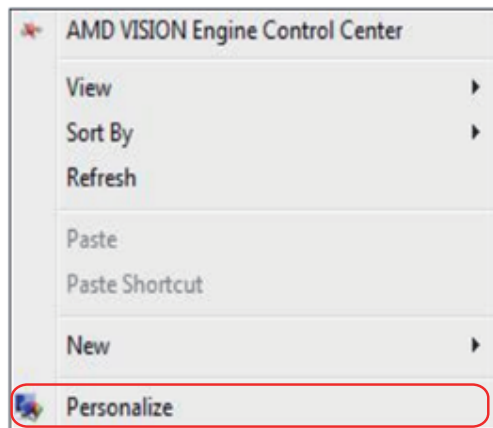 AMD VISION Engine Control Center
View
Sort By
Refresh
Paste
Paste Shortcut
New
Personalize